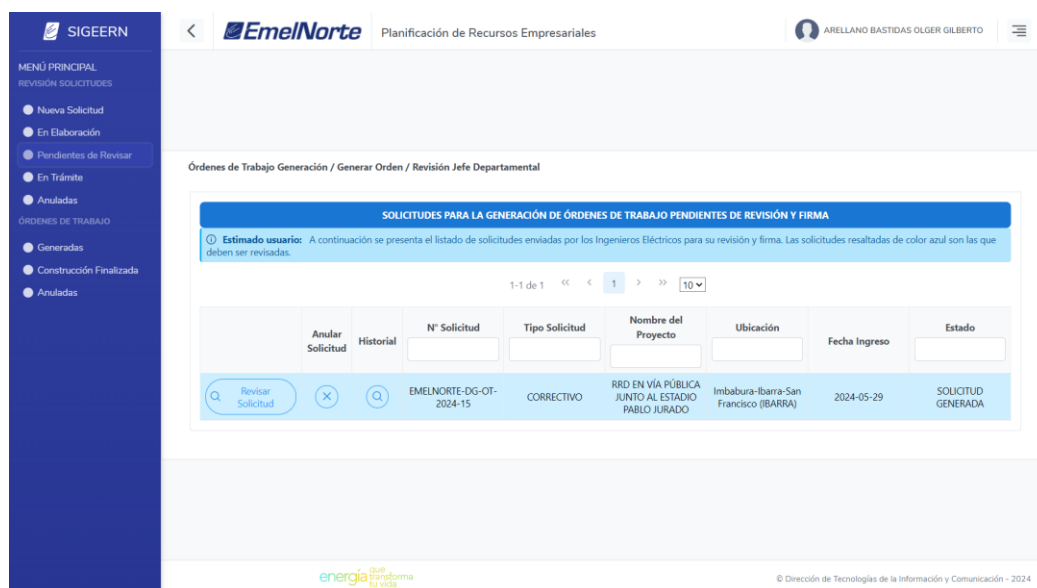 SIGEERN
EmelNorte
Planificación de Recursos Empresariales
ARELLANO BASTIDAS OLGER GILBERTO
MENÚ PRINCIPAL
REVISIÓN SOLICITUDES
Nueva Solicitud
En Elaboración
Pendientes de Revisar
En Trámite
Anuladas
ÓRDENES DE TRABAJO
Generadas
Construcción Finalizada
Anuladas
Órdenes de Trabajo Generación / Generar Orden / Revisión Jefe Departamental
SOLICITUDES PARA LA GENERACIÓN DE ÓRDENES DE TRABAJO PENDIENTES DE REVISIÓN Y FIRMA
Estimado usuario: A continuación se presenta el listado de solicitudes enviadas por los Ingenieros Eléctricos para su revisión y firma. Las solicitudes resaltadas de color azul son las que
deben ser revisadas.
1-1 de 1 << < 1 > >> 10
Anular
Solicitud
Historial
N° Solicitud
Tipo Solicitud
Nombre del
Proyecto
Ubicación
Fecha Ingreso
Estado
Revisar
Solicitud
EMELNORTE-DG-OT-
2024-15
CORRECTIVO
RRD EN VÍA PÚBLICA
JUNTO AL ESTADIO
PABLO JURADO
Imbabura-Ibarra-San
Francisco (IBARRA)
2024-05-29
SOLICITUD
GENERADA
energía que
transforma
tu vida
© Dirección de Tecnologías de la Información y Comunicación - 2024